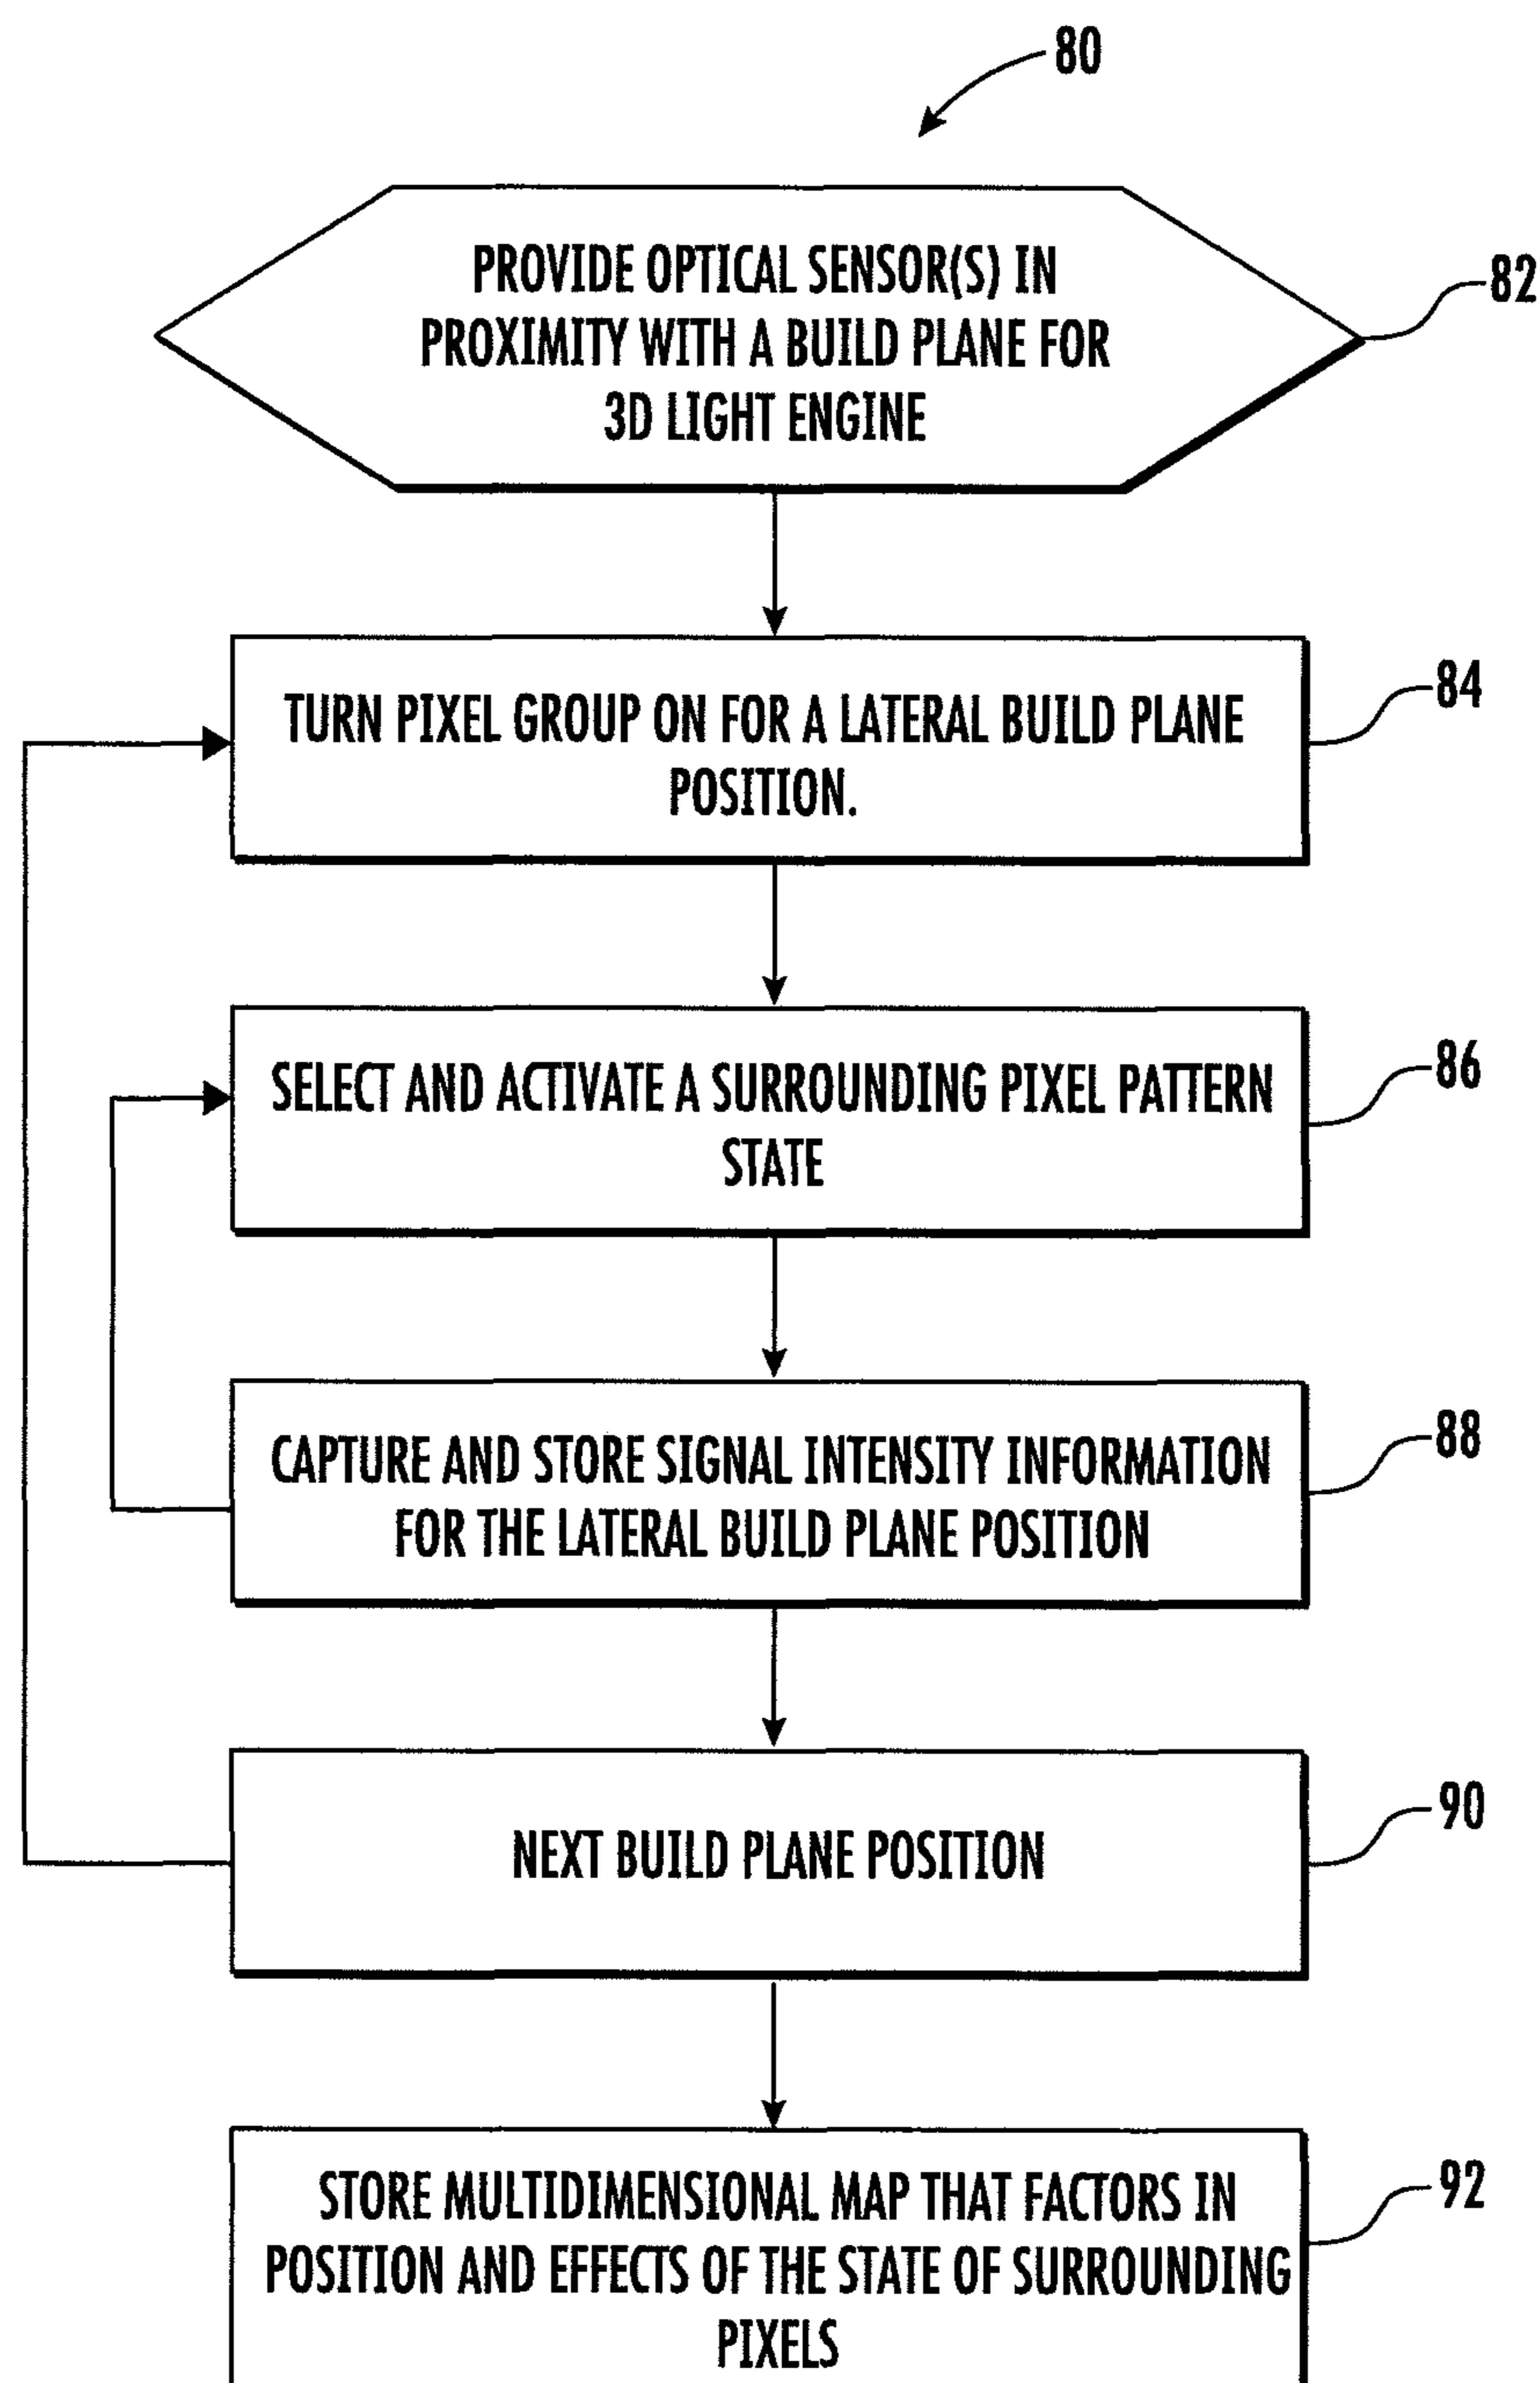 80
PROVIDE OPTICAL SENSOR(S) IN
PROXIMITY WITH A BUILD PLANE FOR
3D LIGHT ENGINE
82
TURN PIXEL GROUP ON FOR A LATERAL BUILD PLANE
POSITION.
84
SELECT AND ACTIVATE A SURROUNDING PIXEL PATTERN
STATE
86
CAPTURE AND STORE SIGNAL INTENSITY INFORMATION
FOR THE LATERAL BUILD PLANE POSITION
88
NEXT BUILD PLANE POSITION
90
STORE MULTIDIMENSIONAL MAP THAT FACTORS IN
POSITION AND EFFECTS OF THE STATE OF SURROUNDING
PIXELS
92